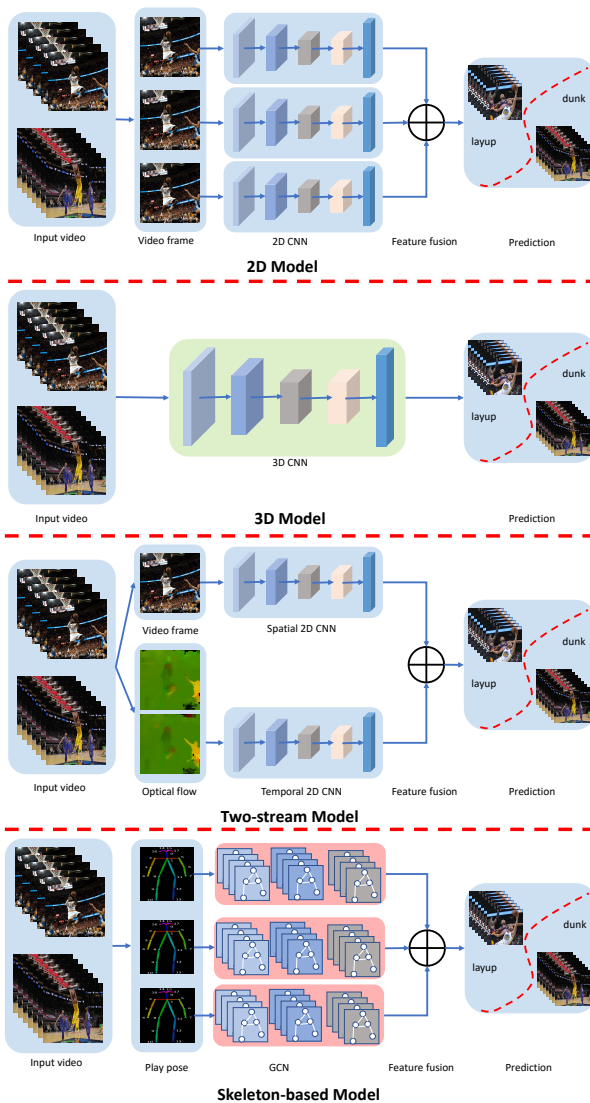 dunk
layup
Input video
Video frame
2D CNN
Feature fusion
Prediction
2D Model
dunk
layup
3D CNN
Input video
3D Model
Prediction
dunk
Video frame
Spatial 2D CNN
layup
Input video
Optical flow
Temporal 2D CNN
Feature fusion
Prediction
Two-stream Model
dunk
layup
Input video
Play pose
GCN
Feature fusion
Prediction
Skeleton-based Model